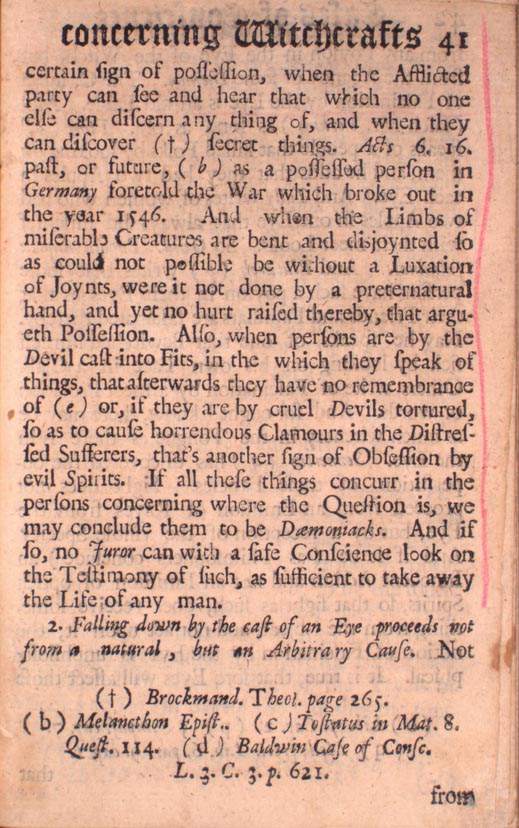 concerning Witchcrafts 41
certain ſign of poſſeſſion, when the Afflicted
party can ſee and hear that which no one
elſe can diſcern any thing of, and when they
can diſcover (†) ſecret things. Acts 6. 16.
paſt, or future, (b) as a poſſeſſed perſon in
Germany foretold the War which broke out in
the year 1546. And when the Limbs of
miſerable Creatures are bent and disjoynted ſo
as could not poſſible be without a Luxation
of Joynts, were it not done by a preternatural
hand, and yet no hurt raiſed thereby, that argu-
eth Poſſeſſion. Alſo, when perſons are by the
Devil caſt into Fits, in the which they ſpeak of
things, that afterwards they have no remembrance
of (e) or, if they are by cruel Devils tortured,
ſo as to cauſe horrendous Clamours in the Diſtreſ-
ſed Sufferers, that's another ſign of Obſeſſion by
evil Spirits. If all theſe things concurr in the
perſons concerning where the Queſtion is, we
may conclude them to be Dæmoniacks. And if
ſo, no Juror can with a ſafe Conſcience look on
the Teſtimony of ſuch, as ſufficient to take away
the Life of any man.
2. Falling down by the caſt of an Eye proceeds not
from a natural, but an Arbitrary Cauſe. Not
(†) Brockmand. Theol. page 265.
(b) Melancthon Epiſt.. (c) Toſtatus in Mat. 8.
Queſt. 114. (d) Baldwin Caſe of Conſc.
L. 3. C. 3. p. 621.
from